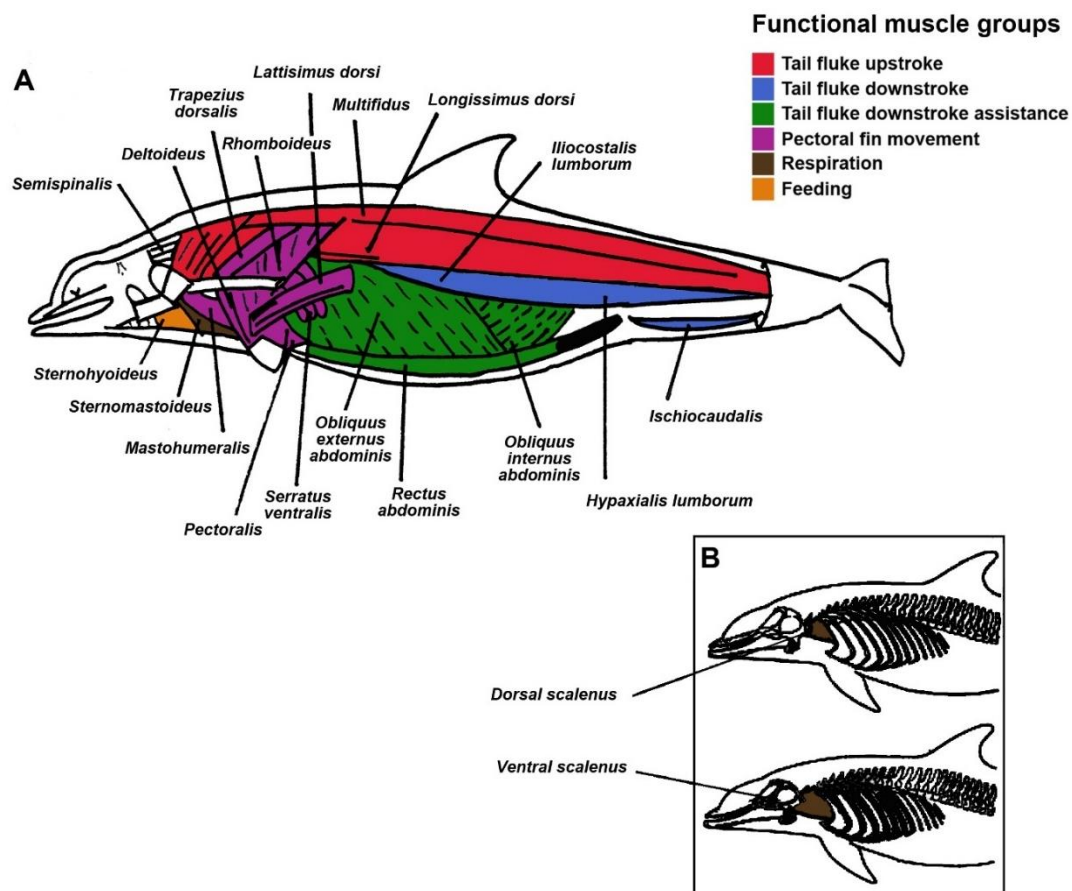 Functional muscle groups
Tail fluke upstroke
Tail fluke downstroke
Tail fluke downstroke assistance
Pectoral fin movement
Respiration
Feeding
A
Lattisimus dorsi
Trapezius
dorsalis
Multifidus
Longissimus dorsi
Deltoideus
Rhomboideus
Iliocostalis
lumborum
Semispinalis
Sternohyoideus
Sternomastoideus
Mastohumeralis
Pectoralis
Serratus
ventralis
Obliquus
externus
abdominis
Rectus
abdominis
Obliquus
internus
abdominis
Hypaxialis lumborum
Ischiocaudalis
B
Dorsal scalenus
Ventral scalenus